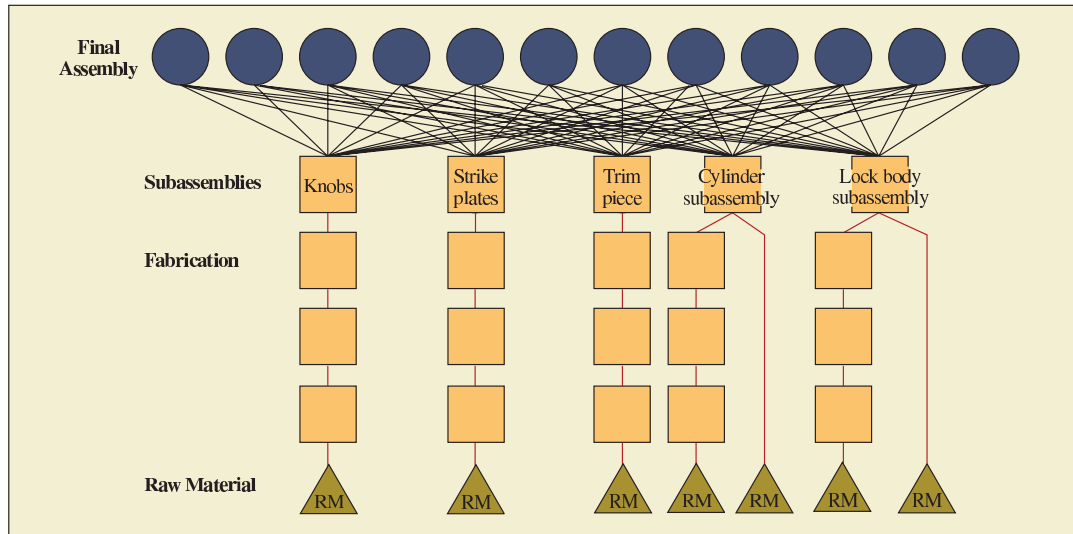 Final
Assembly
Subassemblies
Knobs
Strike
plates
Trim
piece
Cylinder
subassembly
Lock body
subassembly
Fabrication
Raw Material
RM
RM
RM
RM
RM
RM
RM